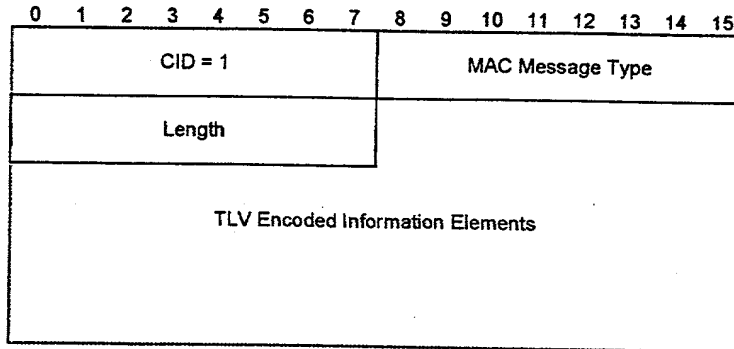 0 1 2 3 4 5 6 7 8 9 10 11 12 13 14 15
CID = 1 MAC Message Type
Length
TLV Encoded Information Elements